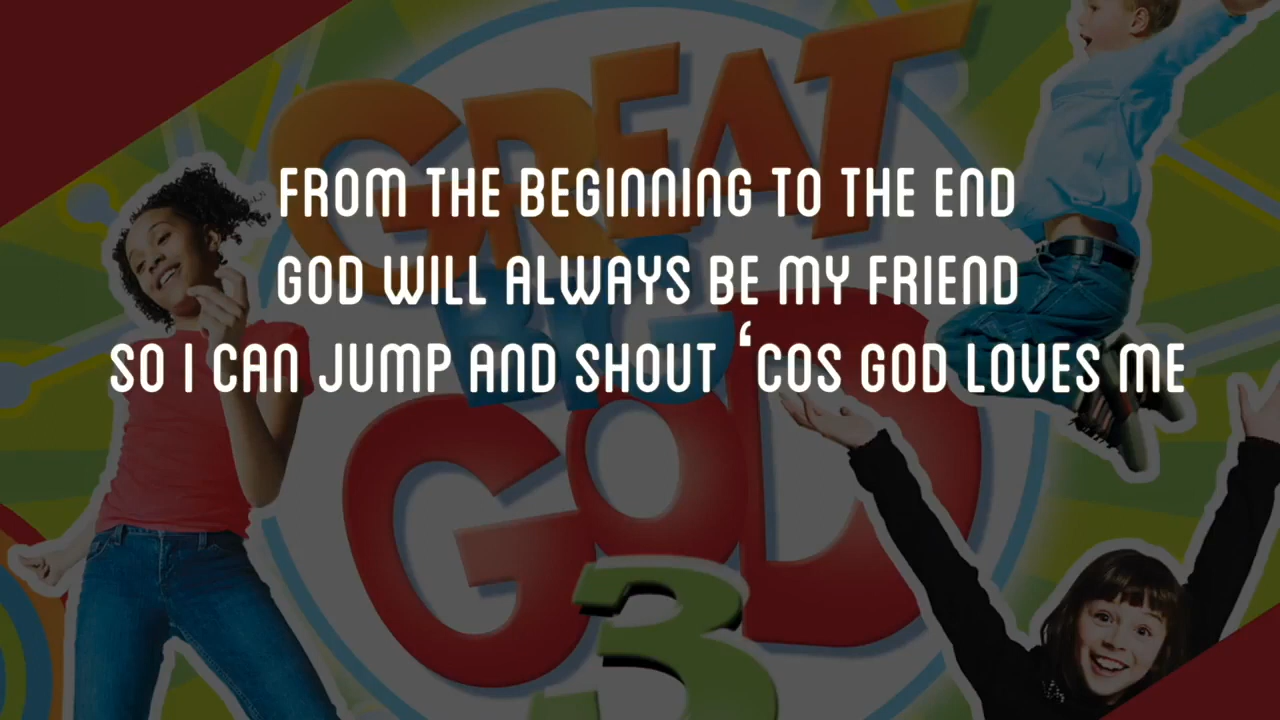 GREAT
BIG
GOD
3
FROM THE BEGINNING TO THE END
GOD WILL ALWAYS BE MY FRIEND
SO I CAN JUMP AND SHOUT ‘COS GOD LOVES ME